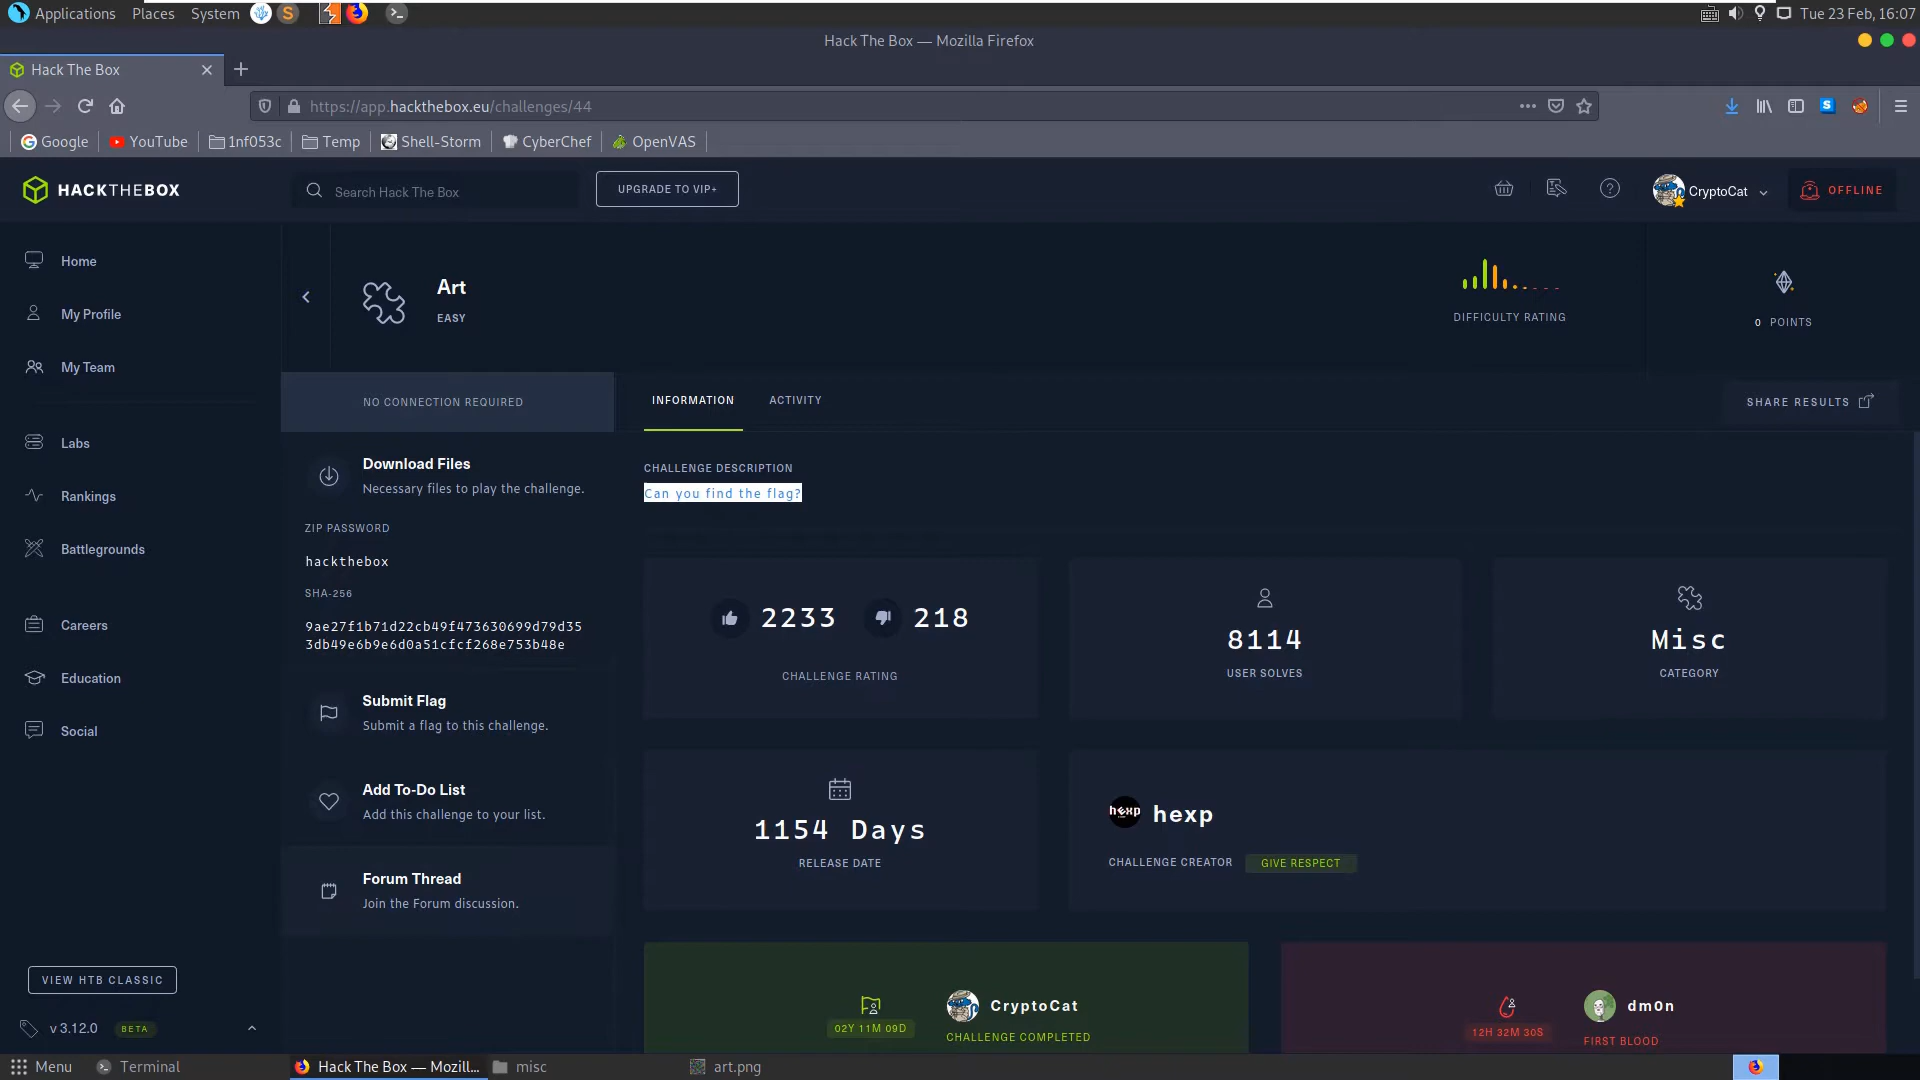 Applications Places System Tue 23 Feb, 16:07
Hack The Box — Mozilla Firefox
Hack The Box
https://app.hackthebox.eu/challenges/44
Google YouTube 1nf053c Temp Shell-Storm CyberChef OpenVAS
HACKTHEBOX Search Hack The Box UPGRADE TO VIP+ CryptoCat OFFLINE
Home
My Profile
My Team
Labs
Rankings
Battlegrounds
Careers
Education
Social
VIEW HTB CLASSIC
v 3.12.0 BETA
Art
EASY
DIFFICULTY RATING
0 POINTS
NO CONNECTION REQUIRED
INFORMATION ACTIVITY SHARE RESULTS
Download Files
Necessary files to play the challenge.
ZIP PASSWORD
hackthebox
SHA-256
9ae27f1b71d22cb49f473630699d79d35
3db49e6b9e6d0a51cfcf268e753b48e
Submit Flag
Submit a flag to this challenge.
Add To-Do List
Add this challenge to your list.
Forum Thread
Join the Forum discussion.
CHALLENGE DESCRIPTION
Can you find the flag?
2233 218
CHALLENGE RATING
8114
USER SOLVES
Misc
CATEGORY
1154 Days
RELEASE DATE
hexp hexp
CHALLENGE CREATOR GIVE RESPECT
02Y 11M 09D
CryptoCat
CHALLENGE COMPLETED
12H 32M 30S
dm0n
FIRST BLOOD
Menu Terminal Hack The Box — Mozill... misc art.png